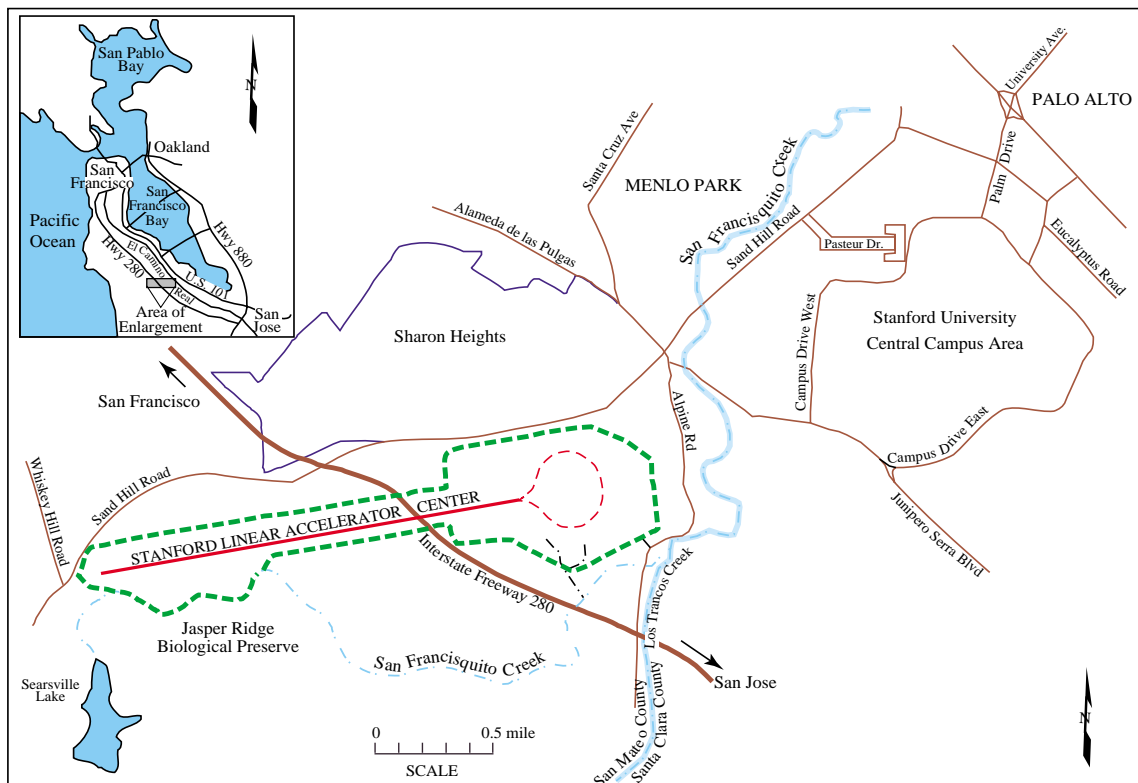 San Pablo
Bay
N
Oakland
San
Francisco
San
Francisco
Bay
Pacific
Ocean
Hwy 880
El Camino Real
Hwy 280
U.S. 101
Area of
Enlargement
San
Jose
University Ave.
PALO ALTO
Santa Cruz Ave
MENLO PARK
San Francisquito Creek
Palm Drive
Alameda de las Pulgas
Sand Hill Road
Pasteur Dr.
Eucalyptus Road
Sharon Heights
Stanford University
Central Campus Area
Campus Drive West
San Francisco
Alpine Rd
Campus Drive East
Whiskey Hill Road
Sand Hill Road
STANFORD LINEAR ACCELERATOR CENTER
Junipero Serra Blvd
Interstate Freeway 280
Los Trancos Creek
Jasper Ridge
Biological Preserve
San Francisquito Creek
Searsville
Lake
San Jose
San Mateo County
Santa Clara County
0 0.5 mile
SCALE
N